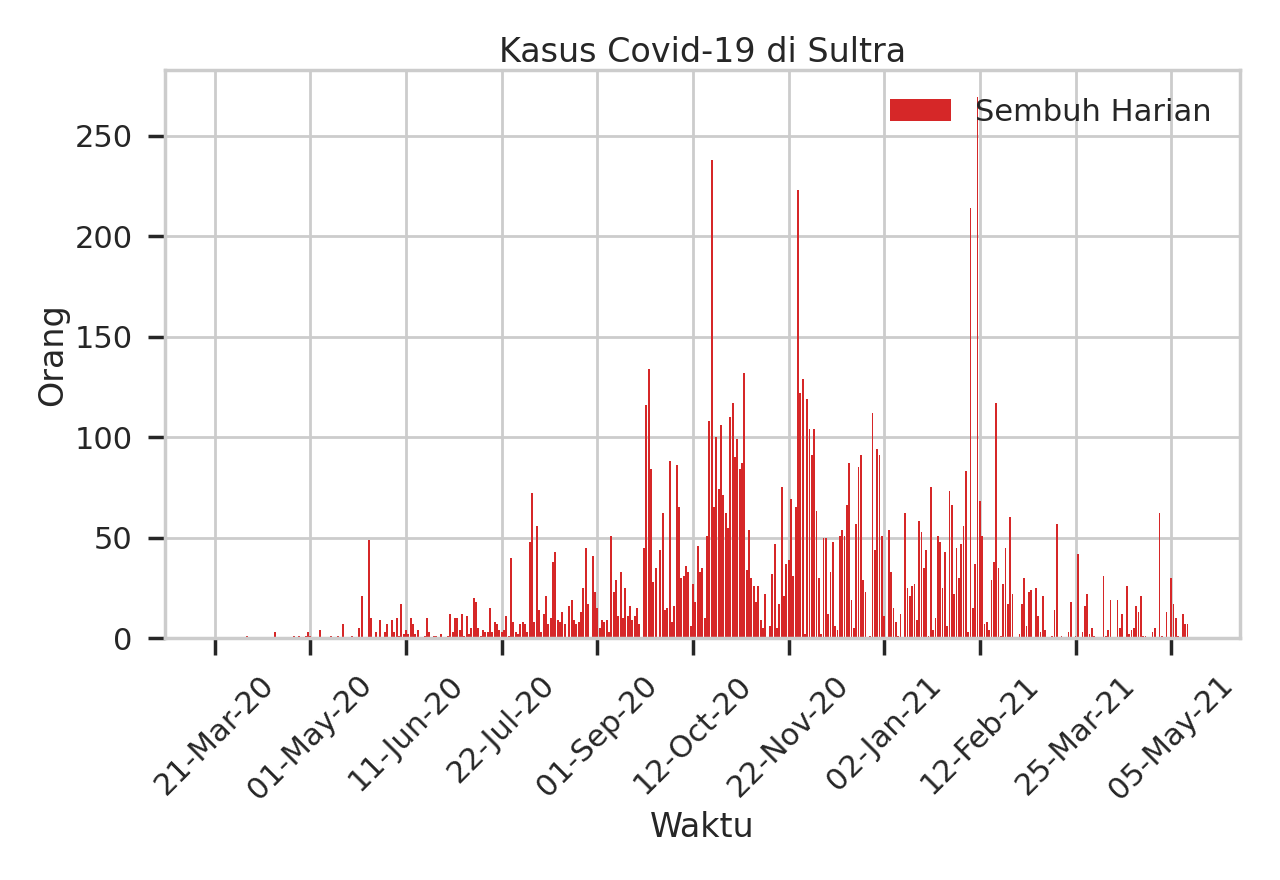 Kasus Covid-19 di Sultra
Sembuh Harian
Orang
250
200
150
100
50
0
21-Mar-20
01-May-20
11-Jun-20
22-Jul-20
01-Sep-20
12-Oct-20
22-Nov-20
02-Jan-21
12-Feb-21
25-Mar-21
05-May-21
Waktu